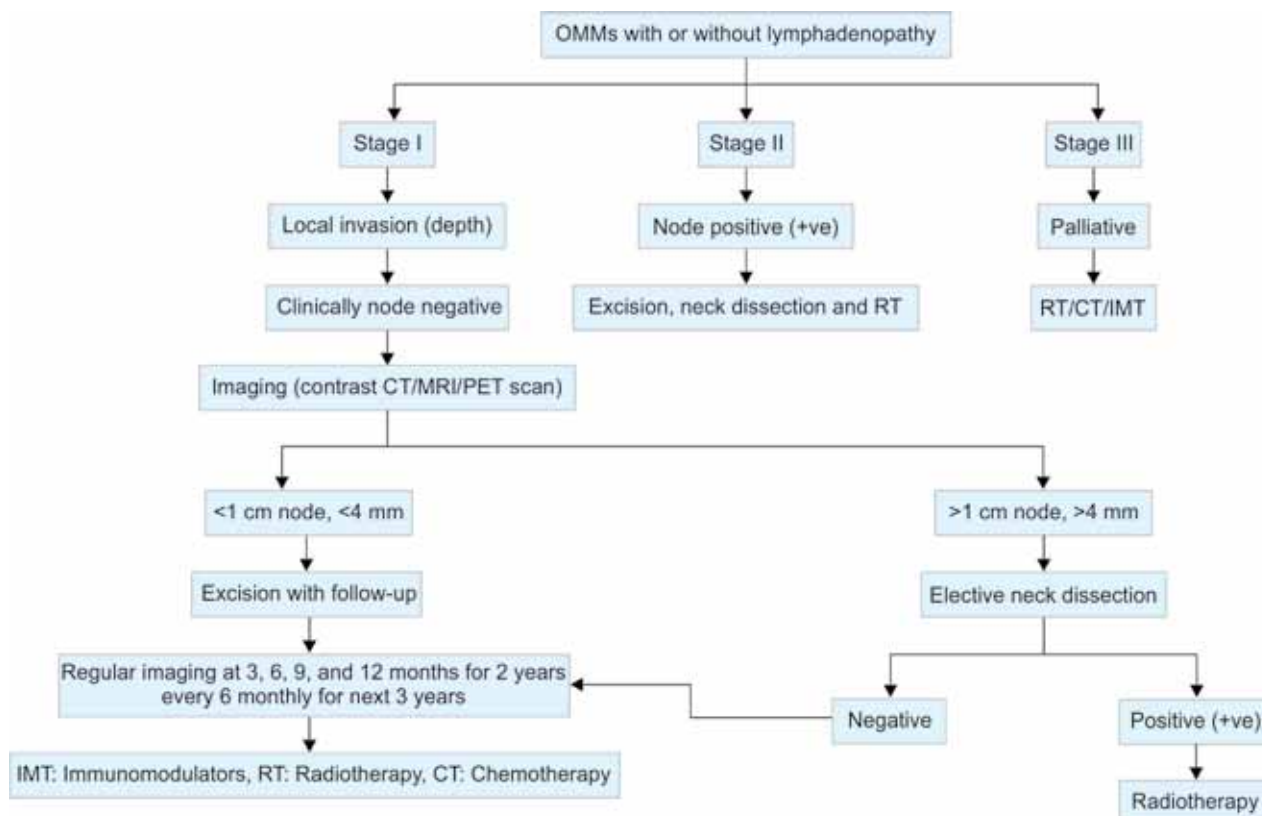 OMMs with or without lymphadenopathy
Stage I
Stage II
Stage III
Local invasion (depth)
Node positive (+ve)
Palliative
Clinically node negative
Excision, neck dissection and RT
RT/CT/IMT
Imaging (contrast CT/MRI/PET scan)
<1 cm node, <4 mm
>1 cm node, >4 mm
Excision with follow-up
Elective neck dissection
Regular imaging at 3, 6, 9, and 12 months for 2 years
every 6 monthly for next 3 years
Negative
Positive (+ve)
IMT: Immunomodulators, RT: Radiotherapy, CT: Chemotherapy
Radiotherapy